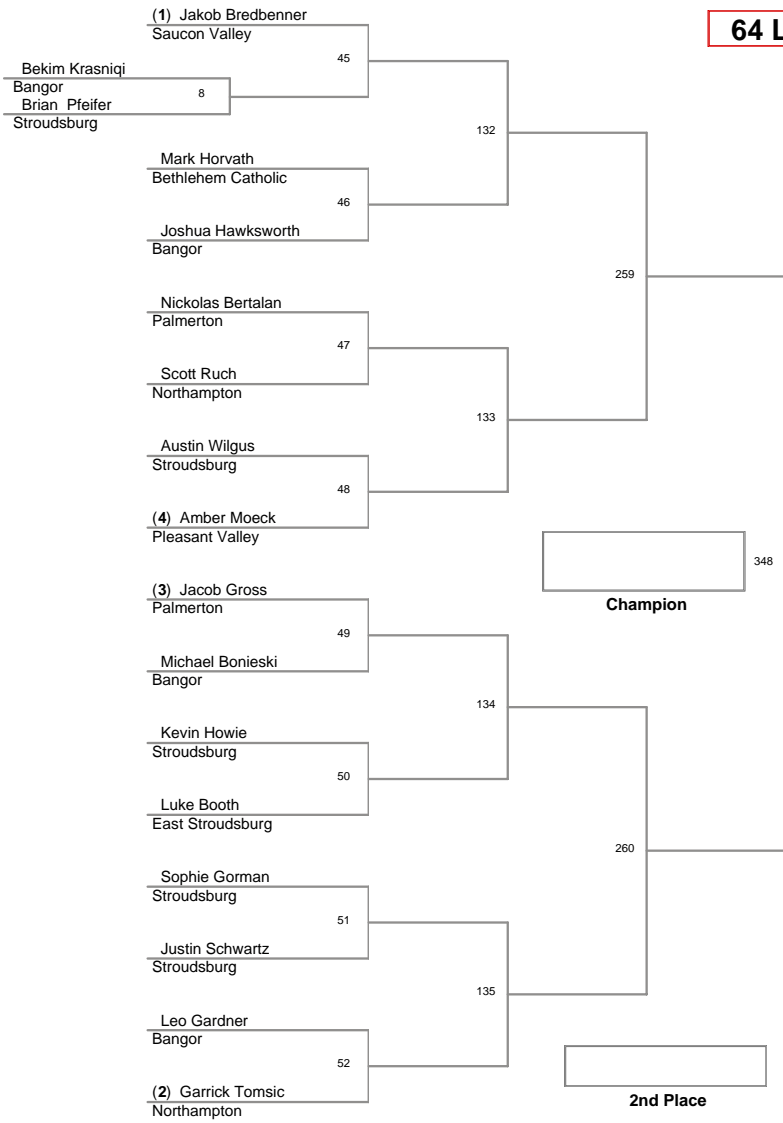 (1) Jakob Bredbenner
Saucon Valley
64 L
45
Bekim Krasniqi
Bangor
8
Brian Pfeifer
Stroudsburg
132
Mark Horvath
Bethlehem Catholic
46
Joshua Hawksworth
Bangor
259
Nickolas Bertalan
Palmerton
47
Scott Ruch
Northampton
133
Austin Wilgus
Stroudsburg
48
(4) Amber Moeck
Pleasant Valley
348
Champion
(3) Jacob Gross
Palmerton
49
Michael Bonieski
Bangor
134
Kevin Howie
Stroudsburg
50
Luke Booth
East Stroudsburg
260
Sophie Gorman
Stroudsburg
51
Justin Schwartz
Stroudsburg
135
Leo Gardner
Bangor
52
(2) Garrick Tomsic
Northampton
2nd Place